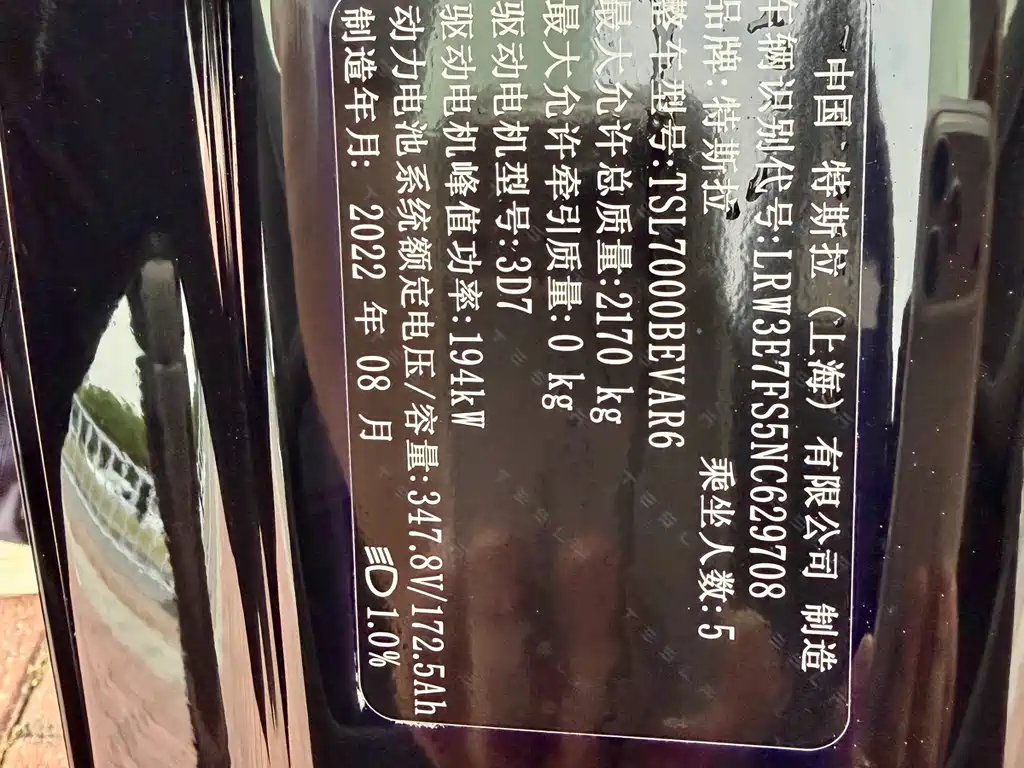 中国 特斯拉（上海）有限公司 制造
车辆识别代号:LRW3E7FS5NC629708
品牌:特斯拉 乘坐人数:5
整车型号:TSL7000BEVAR6
最大允许总质量:2170 kg
最大允许牵引质量:0 kg
驱动电机型号:3D7
驱动电机峰值功率:194kW
动力电池系统额定电压/容量:347.8V/172.5Ah
制造年月: 2022 年 08 月 1.0%
TESLA